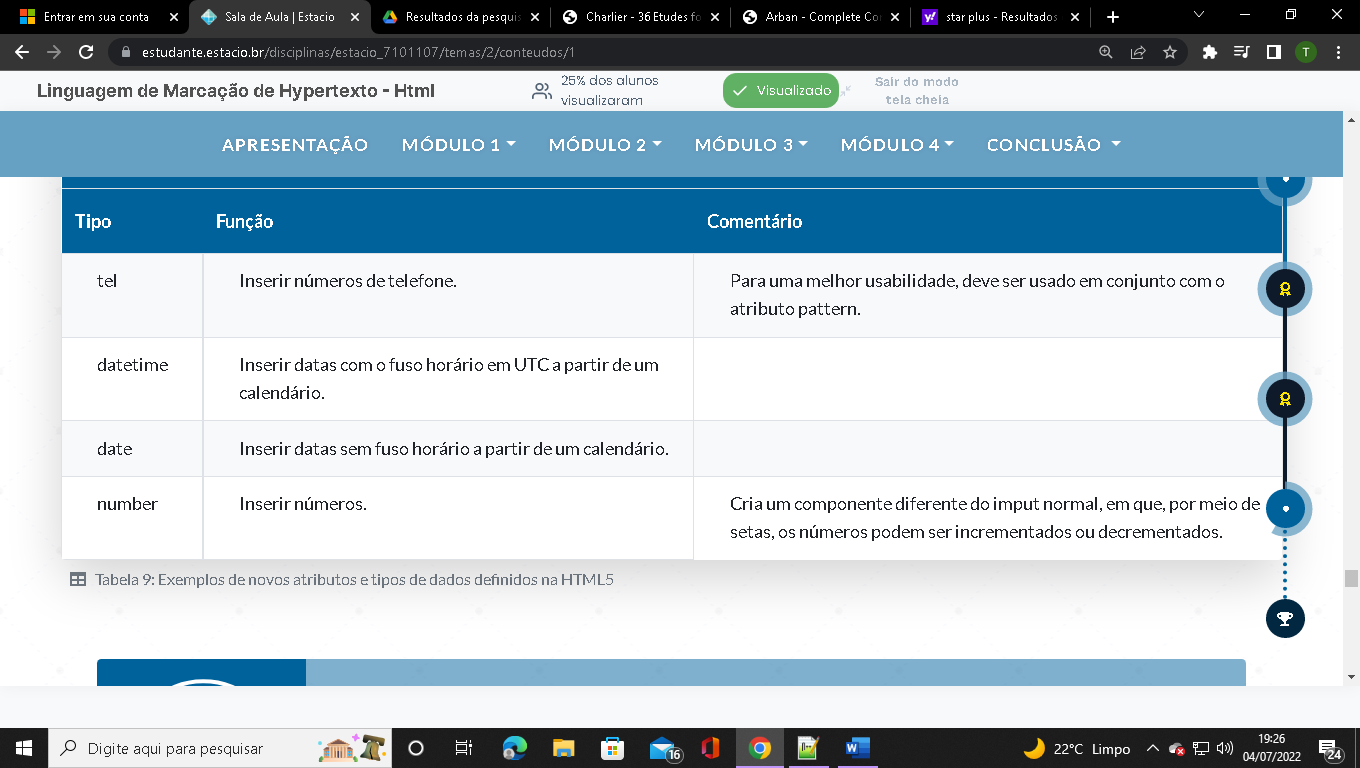 Entrar em sua conta
Sala de Aula | Estacio
Resultados da pesquis
Charlier - 36 Etudes fo
Arban - Complete Co
star plus - Resultados
estudante.estacio.br/disciplinas/estacio_7101107/temas/2/conteudos/1
T
Linguagem de Marcação de Hypertexto - Html
25% dos alunos
visualizaram
Visualizado
Sair do modo
tela cheia
APRESENTAÇÃO
MÓDULO 1
MÓDULO 2
MÓDULO 3
MÓDULO 4
CONCLUSÃO
Tipo
Função
Comentário
tel
Inserir números de telefone.
Para uma melhor usabilidade, deve ser usado em conjunto com o
atributo pattern.
datetime
Inserir datas com o fuso horário em UTC a partir de um
calendário.
date
Inserir datas sem fuso horário a partir de um calendário.
number
Inserir números.
Cria um componente diferente do imput normal, em que, por meio de
setas, os números podem ser incrementados ou decrementados.
Tabela 9: Exemplos de novos atributos e tipos de dados definidos na HTML5
Digite aqui para pesquisar
16
22°C Limpo
19:26
04/07/2022
24